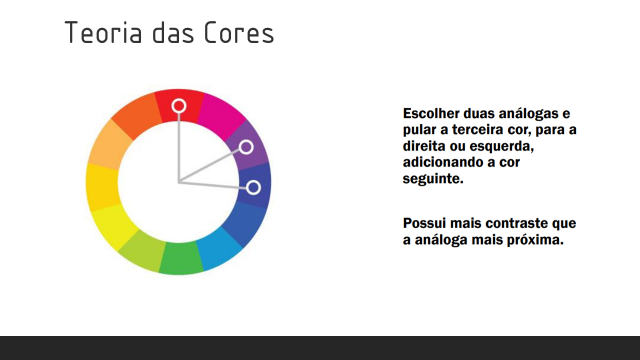 Teoria das Cores
Escolher duas análogas e
pular a terceira cor, para a
direita ou esquerda,
adicionando a cor
seguinte.
Possui mais contraste que
a análoga mais próxima.